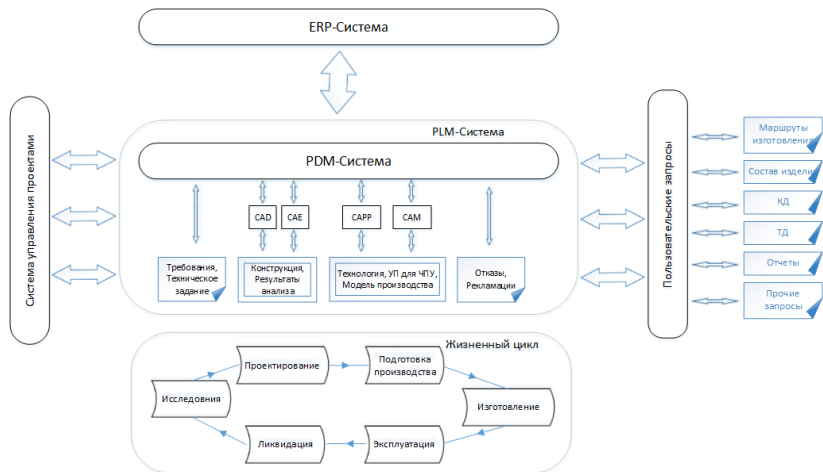 ERP-Система
Система управления проектами
PLM-Система
PDM-Система
CAD
CAE
CAPP
CAM
Требования,
Техническое
задание
Конструкция,
Результаты
анализа
Технология, УП для ЧПУ,
Модель производства
Отказы,
Рекламации
Пользовательские запросы
Маршруты
изготовления
Состав изделия
КД
ТД
Отчеты
Прочие
запросы
Жизненный цикл
Проектирование
Подготовка
производства
Исследовния
Изготовление
Ликвидация
Эксплуатация